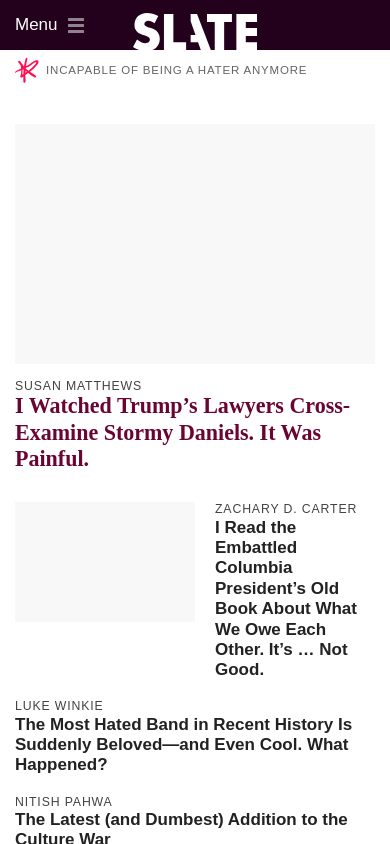 Menu
SLATE
INCAPABLE OF BEING A HATER ANYMORE
SUSAN MATTHEWS
I Watched Trump’s Lawyers Cross-
Examine Stormy Daniels. It Was
Painful.
ZACHARY D. CARTER
I Read the
Embattled
Columbia
President’s Old
Book About What
We Owe Each
Other. It’s … Not
Good.
LUKE WINKIE
The Most Hated Band in Recent History Is
Suddenly Beloved—and Even Cool. What
Happened?
NITISH PAHWA
The Latest (and Dumbest) Addition to the
Culture War